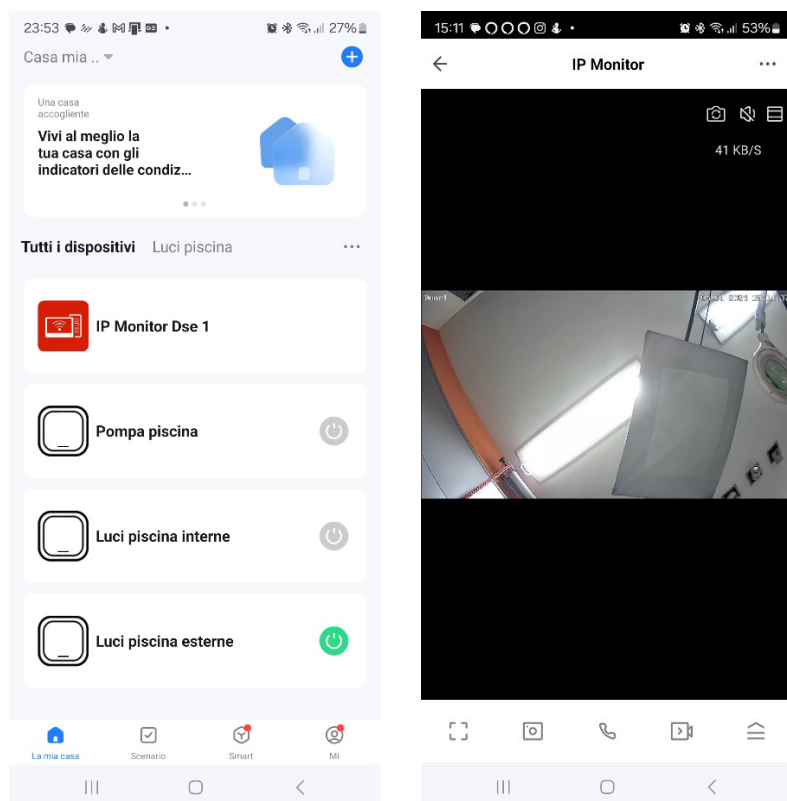 23:53
27%
Casa mia ..
Una casa
accogliente
Vivi al meglio la
tua casa con gli
indicatori delle condiz...
Tutti i dispositivi Luci piscina
IP Monitor Dse 1
Pompa piscina
Luci piscina interne
Luci piscina esterne
La mia casa Scenario Smart Mi
15:11
53%
IP Monitor
41 KB/S
Door1